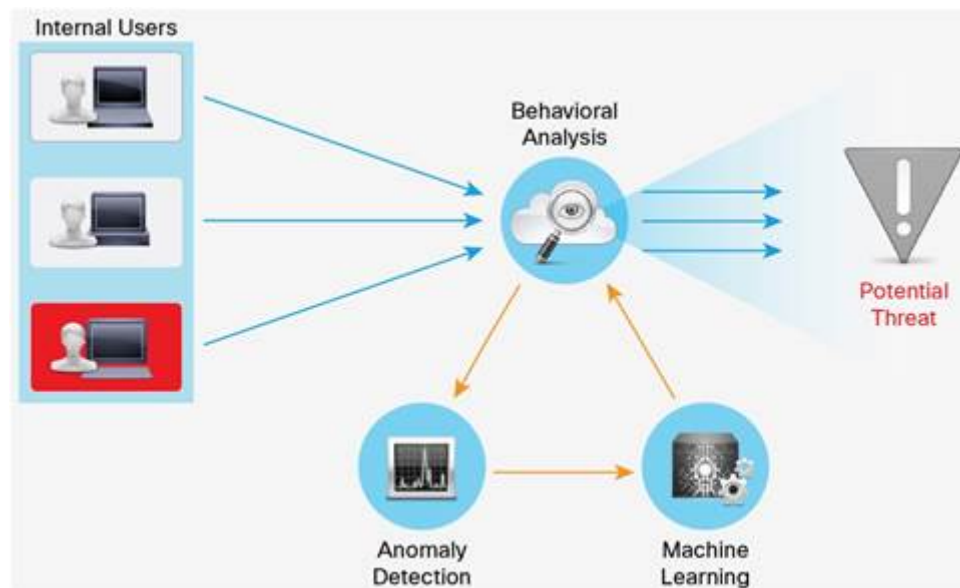 Internal Users
Behavioral
Analysis
Potential
Threat
Anomaly
Detection
Machine
Learning